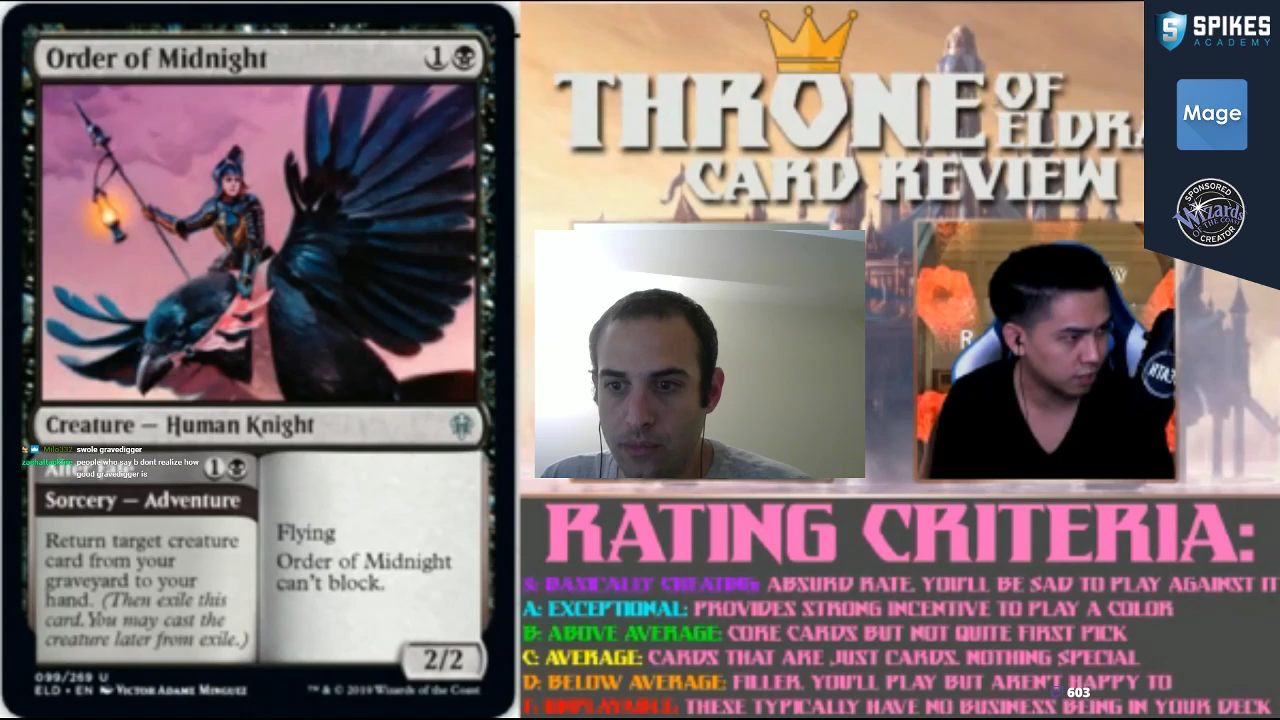 Order of Midnight 1
Creature — Human Knight
swole gravedigger
people who say b dont realize how
good gravedigger is
1
Sorcery — Adventure
Return target creature
card from your
graveyard to your
hand. (Then exile this
card. You may cast the
creature later from exile.)
Flying
Order of Midnight
can't block.
2/2
099/269 U
ELD • EN Victor Adame Minguez
™ & © 2019 Wizards of the Coast
THRONE OF
CARD REVIEW
SPIKES
ACADEMY
Mage
SPONSORED
Wizards
CREATOR
RATING CRITERIA:
S: BASICALLY CHEATING: ABSURD RATE, YOU'LL BE SAD TO PLAY AGAINST IT
A: EXCEPTIONAL: PROVIDES STRONG INCENTIVE TO PLAY A COLOR
B: ABOVE AVERAGE: CORE CARDS BUT NOT QUITE FIRST PICK
C: AVERAGE: CARDS THAT ARE JUST CARDS. NOTHING SPECIAL
D: BELOW AVERAGE: FILLER. YOU'LL PLAY BUT AREN'T HAPPY TO
603
F: UNPLAYABLE: THESE TYPICALLY HAVE NO BUSINESS BEING IN YOUR DECK